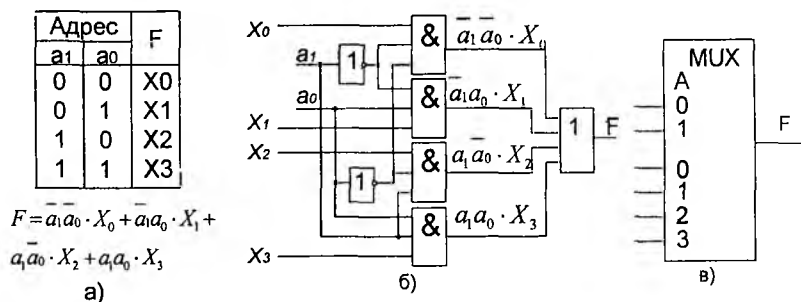 Адрес F
a1 a0
0 0 X0
0 1 X1
1 0 X2
1 1 X3
F = a̅₁a̅₀ · X₀ + a̅₁a₀ · X₁ +
a₁a̅₀ · X₂ + a₁a₀ · X₃
а)
X₀
a₁
a₀
X₁
X₂
X₃
1
1
&
&
&
&
a̅₁a̅₀ · X₀
a̅₁a₀ · X₁
a₁a̅₀ · X₂
a₁a₀ · X₃
1
F
б)
MUX
A
0
1
0
1
2
3
F
в)